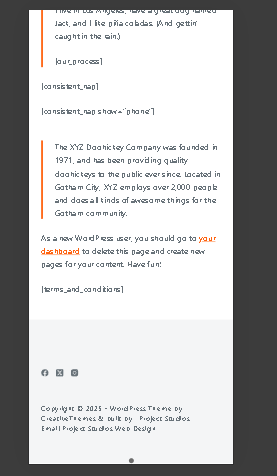 I live in Los Angeles, have a great dog named
Jack, and I like piña coladas. (And gettin'
caught in the rain.)
[our_process]
[consistent_nap]
[consistent_nap show="phone"]
The XYZ Doohickey Company was founded in
1971, and has been providing quality
doohickeys to the public ever since. Located in
Gotham City, XYZ employs over 2,000 people
and does all kinds of awesome things for the
Gotham community.
As a new WordPress user, you should go to your
dashboard to delete this page and create new
pages for your content. Have fun!
[terms_and_conditions]
Copyright © 2025 - WordPress Theme by
CreativeThemes & built by Project Studios
Email Project Studios Web Design